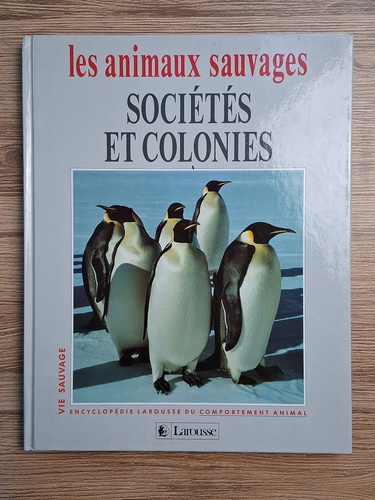 les animaux sauvages
SOCIÉTÉS
ET COLONIES
VIE SAUVAGE
ENCYCLOPÉDIE LAROUSSE DU COMPORTEMENT ANIMAL
Larousse